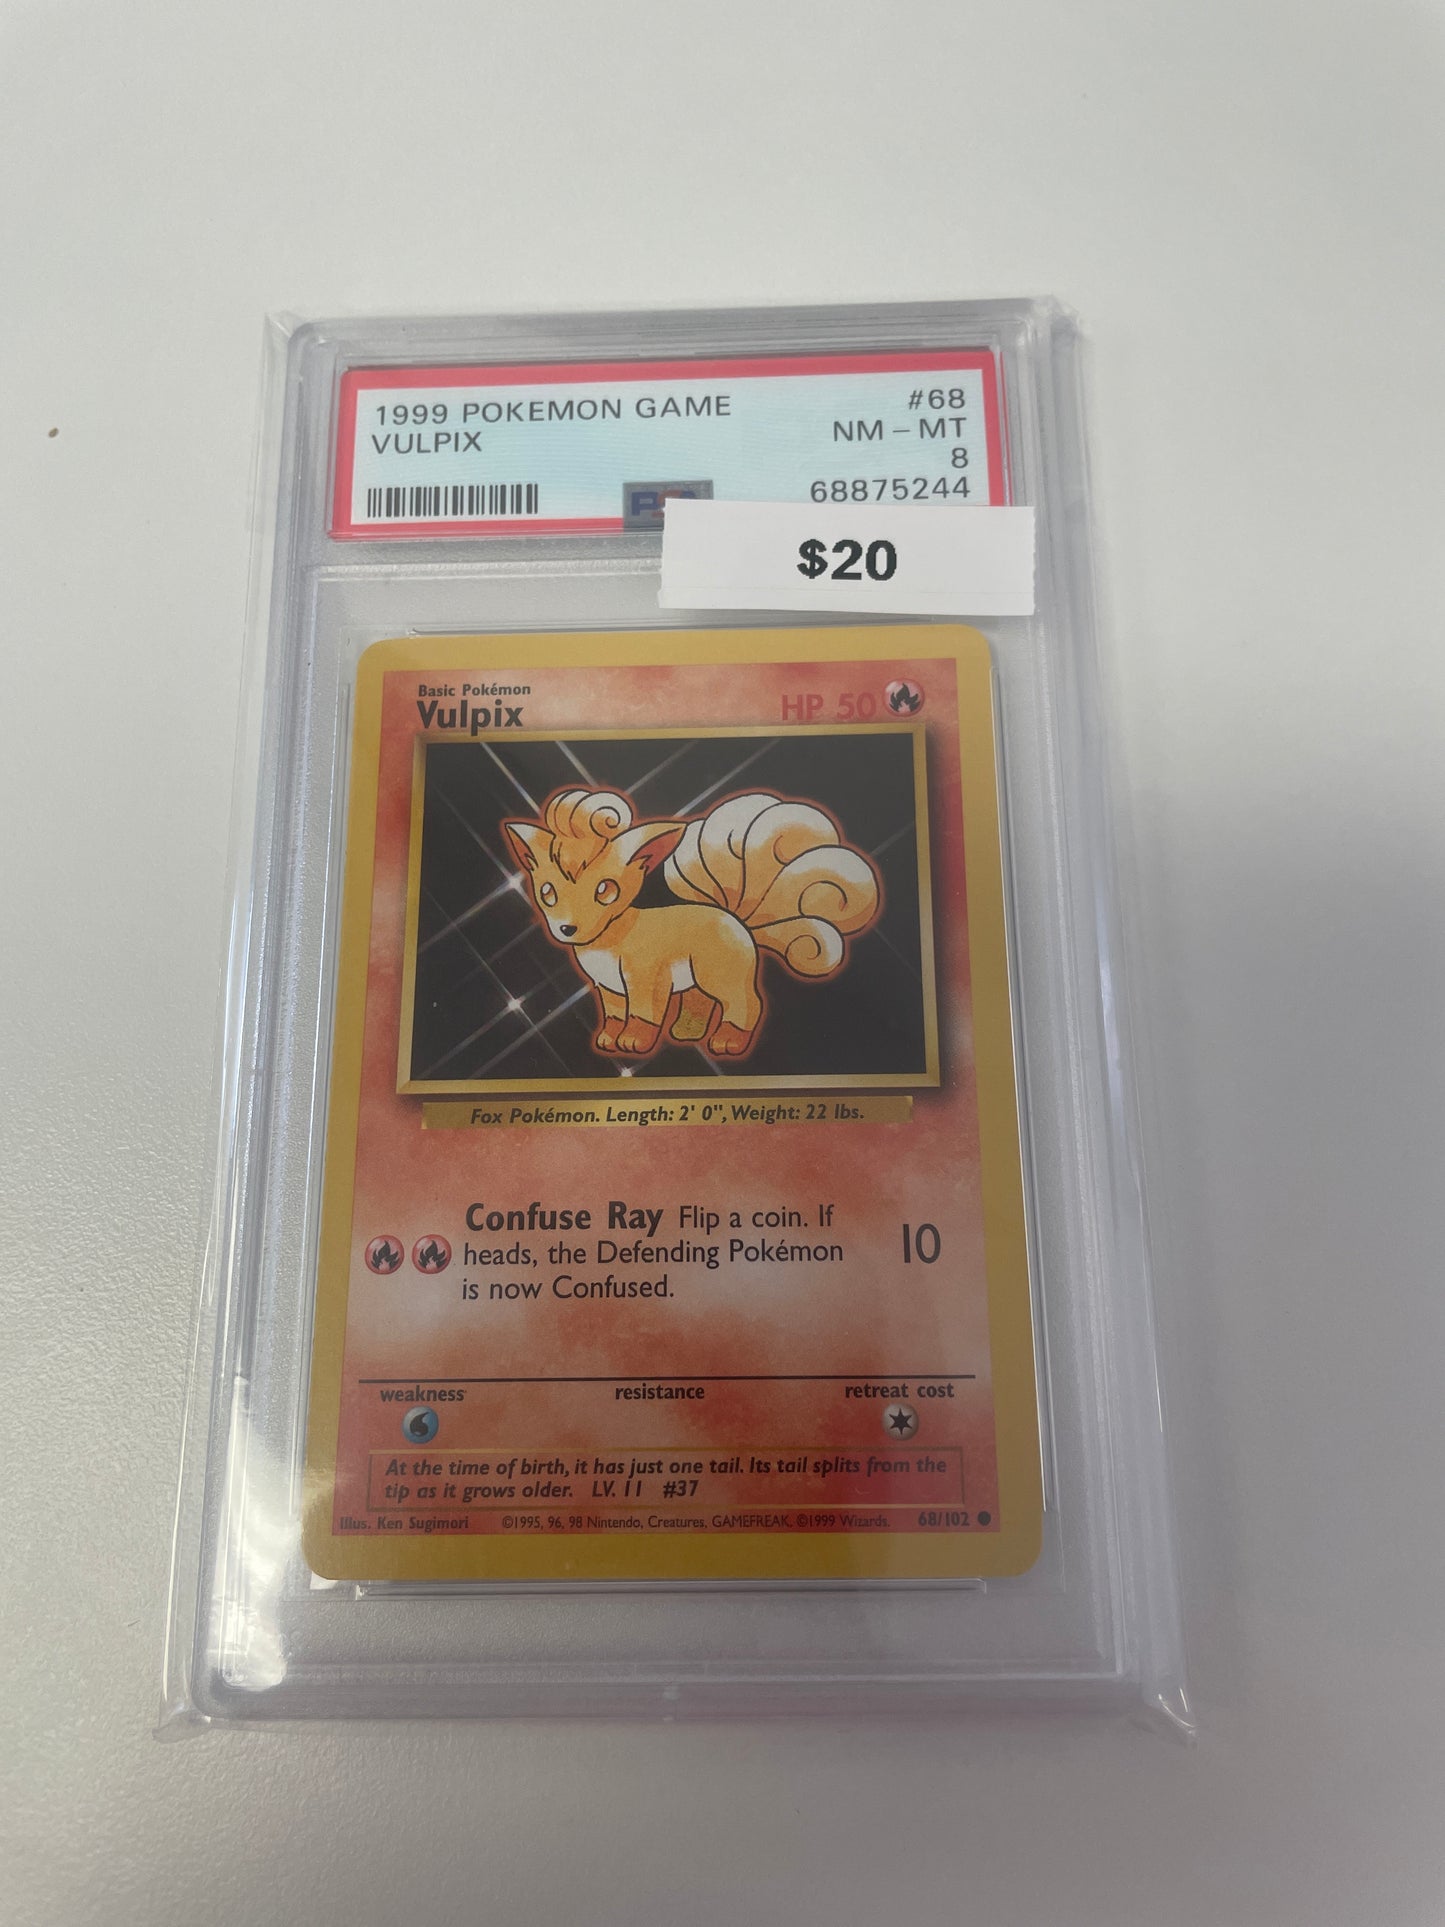 1999 POKEMON GAME #68
VULPIX NM - MT
8
68875244
PSA
$20
Basic Pokémon
Vulpix HP 50
Fox Pokémon. Length: 2' 0", Weight: 22 lbs.
Confuse Ray Flip a coin. If
heads, the Defending Pokémon 10
is now Confused.
weakness resistance retreat cost
At the time of birth, it has just one tail. Its tail splits from the
tip as it grows older. LV. 11 #37
Illus. Ken Sugimori ©1995, 96, 98 Nintendo, Creatures, GAMEFREAK. ©1999 Wizards. 68/102